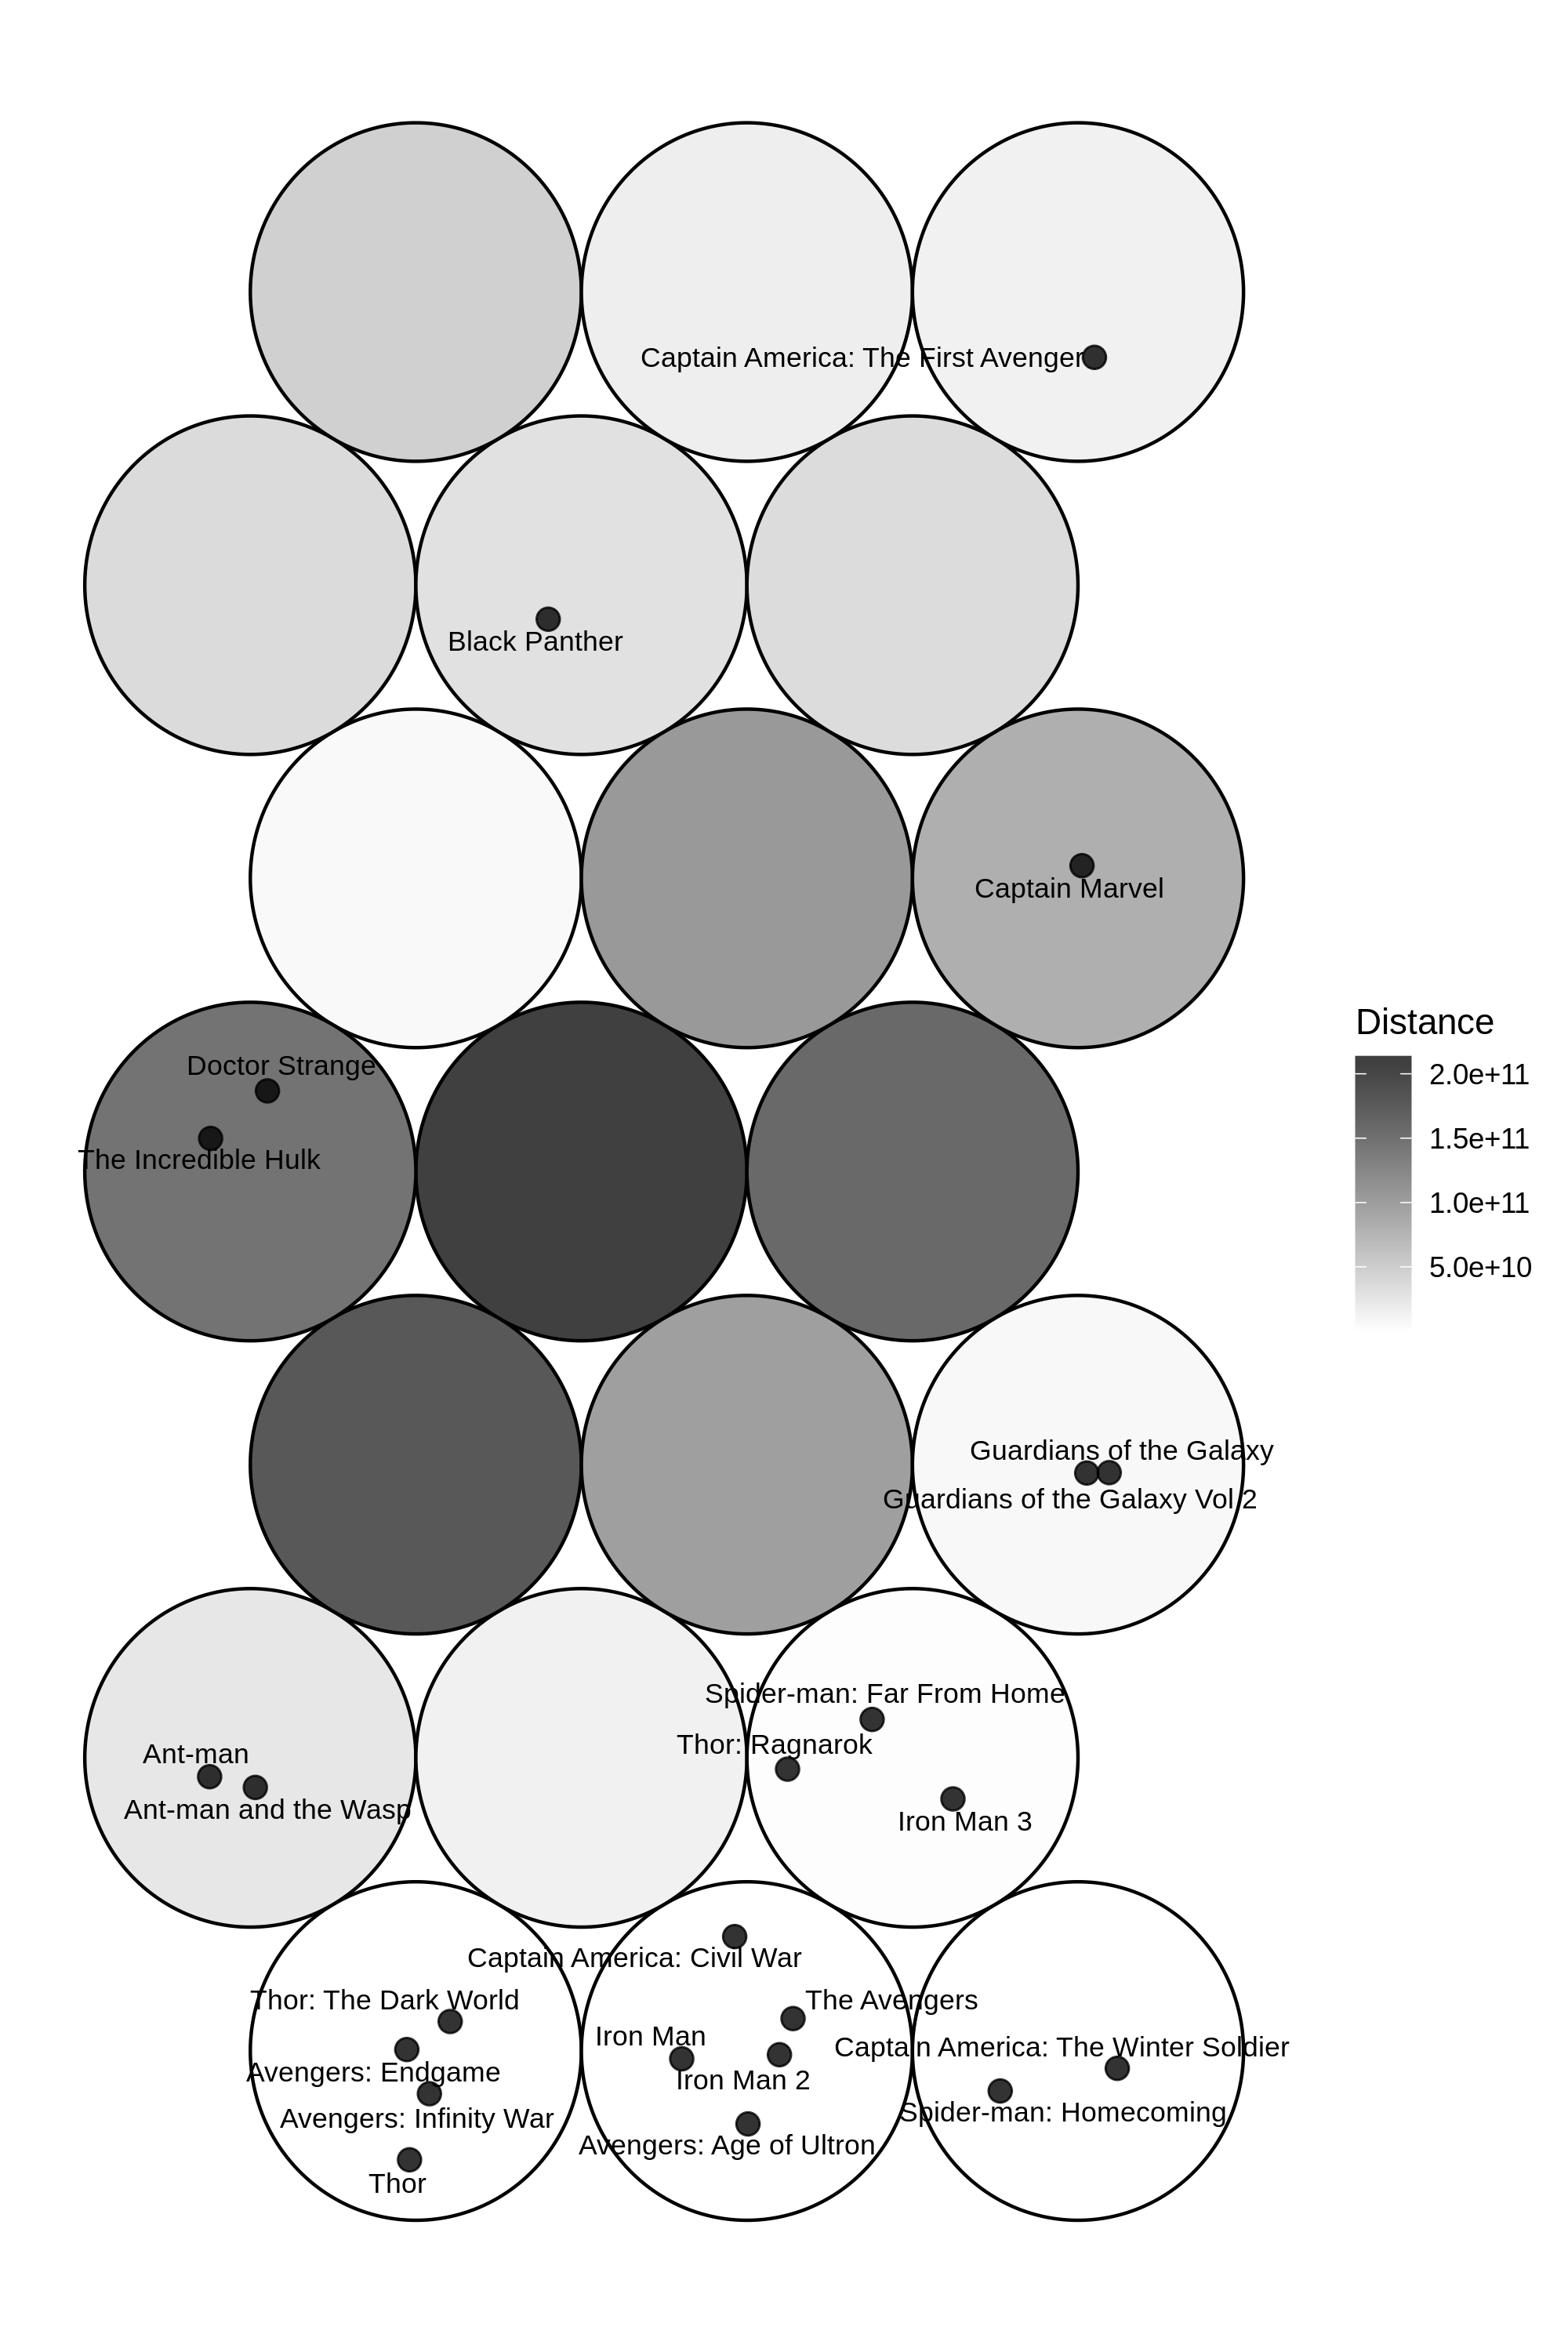 Captain America: The First Avenger
Black Panther
Captain Marvel
Distance
2.0e+11
1.5e+11
1.0e+11
5.0e+10
Doctor Strange
The Incredible Hulk
Guardians of the Galaxy
Guardians of the Galaxy Vol 2
Spider-man: Far From Home
Thor: Ragnarok
Ant-man
Ant-man and the Wasp
Iron Man 3
Captain America: Civil War
Thor: The Dark World
The Avengers
Iron Man
Captain America: The Winter Soldier
Avengers: Endgame
Iron Man 2
Spider-man: Homecoming
Avengers: Infinity War
Avengers: Age of Ultron
Thor